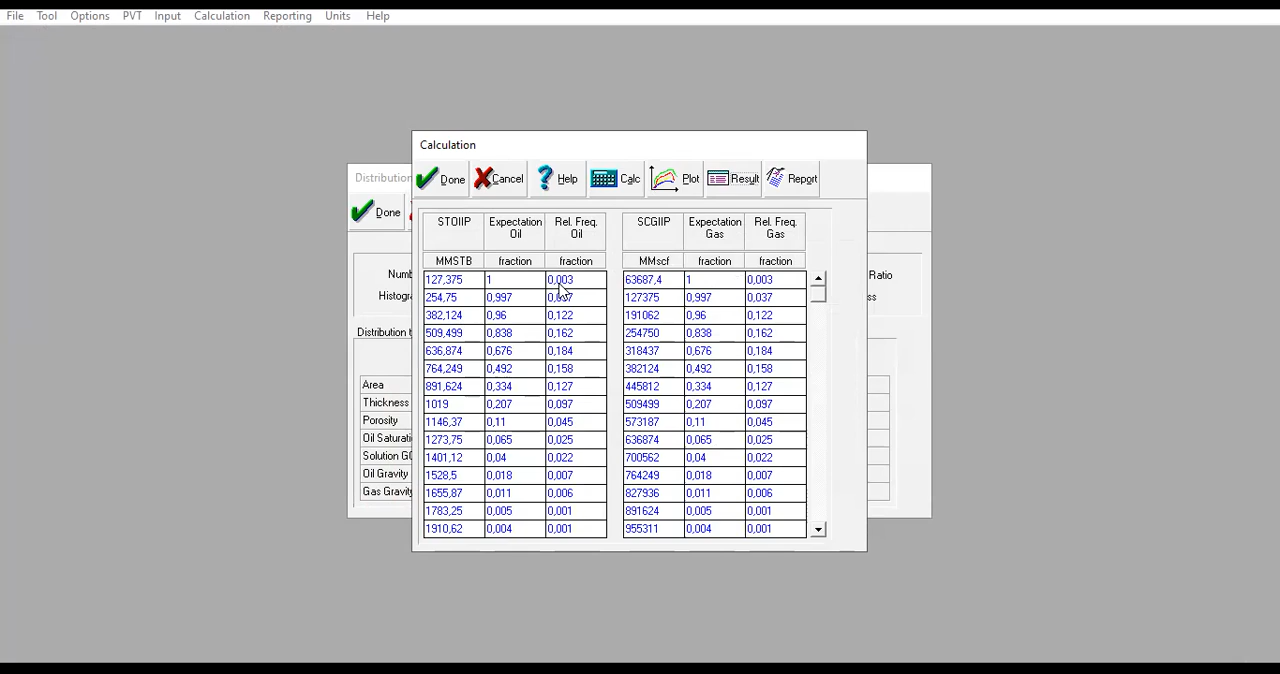 File Tool Options PVT Input Calculation Reporting Units Help
Calculation
Distribution
Done Cancel Help Calc Plot Result Report
Done
STOIIP Expectation Oil Rel. Freq. Oil SCGIIP Expectation Gas Rel. Freq. Gas
MMSTB fraction fraction MMscf fraction fraction
Numb Ratio
Histogra ss
Distribution t
Area
Thickness
Porosity
Oil Saturati
Solution GO
Oil Gravity
Gas Gravity
127,375 1 0,003 63687,4 1 0,003
254,75 0,997 127375 0,997 0,037
382,124 0,96 0,122 191062 0,96 0,122
509,499 0,838 0,162 254750 0,838 0,162
636,874 0,676 0,184 318437 0,676 0,184
764,249 0,492 0,158 382124 0,492 0,158
891,624 0,334 0,127 445812 0,334 0,127
1019 0,207 0,097 509499 0,207 0,097
1146,37 0,11 0,045 573187 0,11 0,045
1273,75 0,065 0,025 636874 0,065 0,025
1401,12 0,04 0,022 700562 0,04 0,022
1528,5 0,018 0,007 764249 0,018 0,007
1655,87 0,011 0,006 827936 0,011 0,006
1783,25 0,005 0,001 891624 0,005 0,001
1910,62 0,004 0,001 955311 0,004 0,001